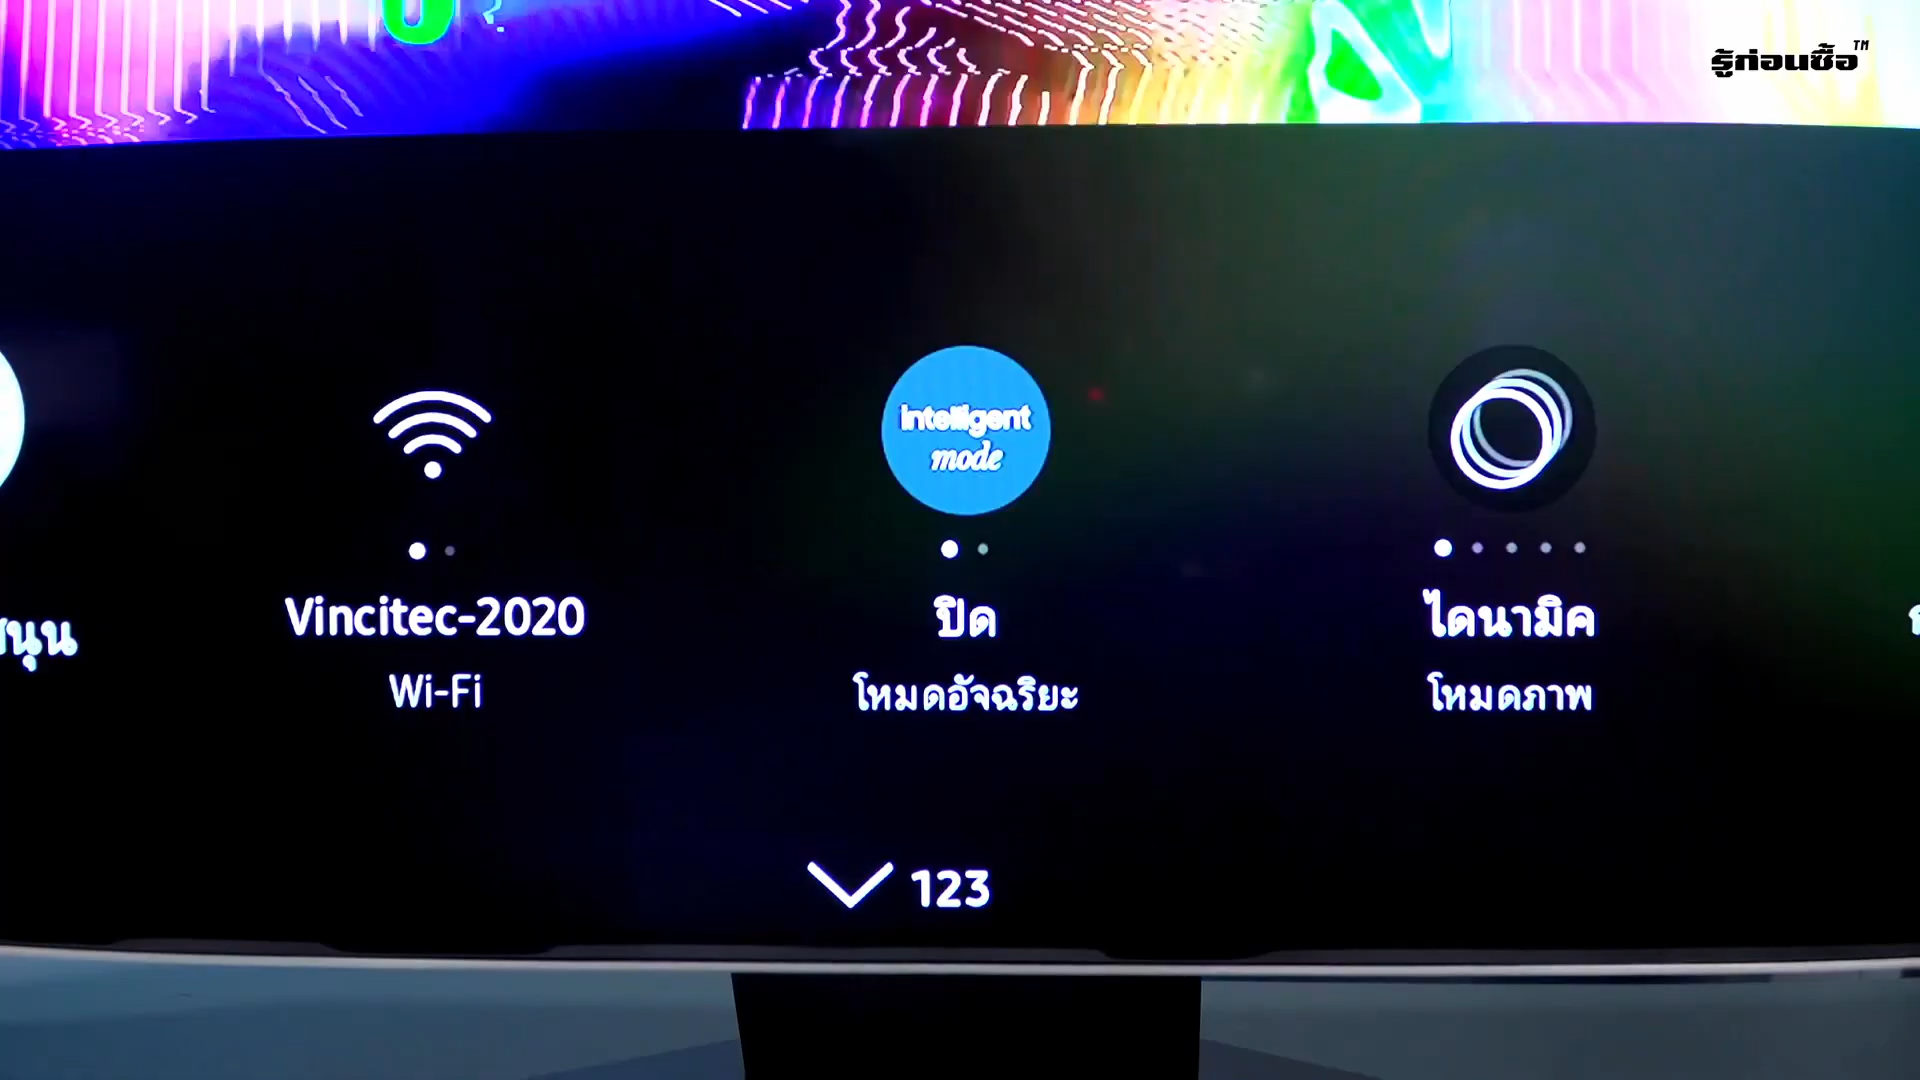 รู้ก่อนซื้อ™
intelligent
mode
Vincitec-2020
ปิด
ไดนามิค
Wi-Fi
โหมดอัจฉริยะ
โหมดภาพ
123